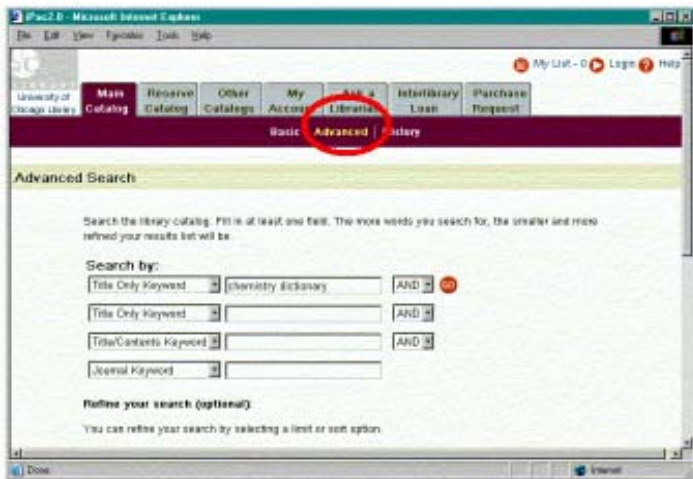 iPac2.0 - Microsoft Internet Explorer
File Edit View Favorites Tools Help
My List - 0 Login Help
University of Chicago Library
Main Catalog Reserve Catalog Other Catalogs My Account Ask a Librarian Interlibrary Loan Purchase Request
Basic Advanced | History
Advanced Search
Search the library catalog. Fill in at least one field. The more words you search for, the smaller and more
refined your results list will be.
Search by:
Title Only Keyword chemistry dictionary AND GO
Title Only Keyword AND
Title/Contents Keyword AND
Journal Keyword
Refine your search (optional):
You can refine your search by selecting a limit or sort option.
Done Internet